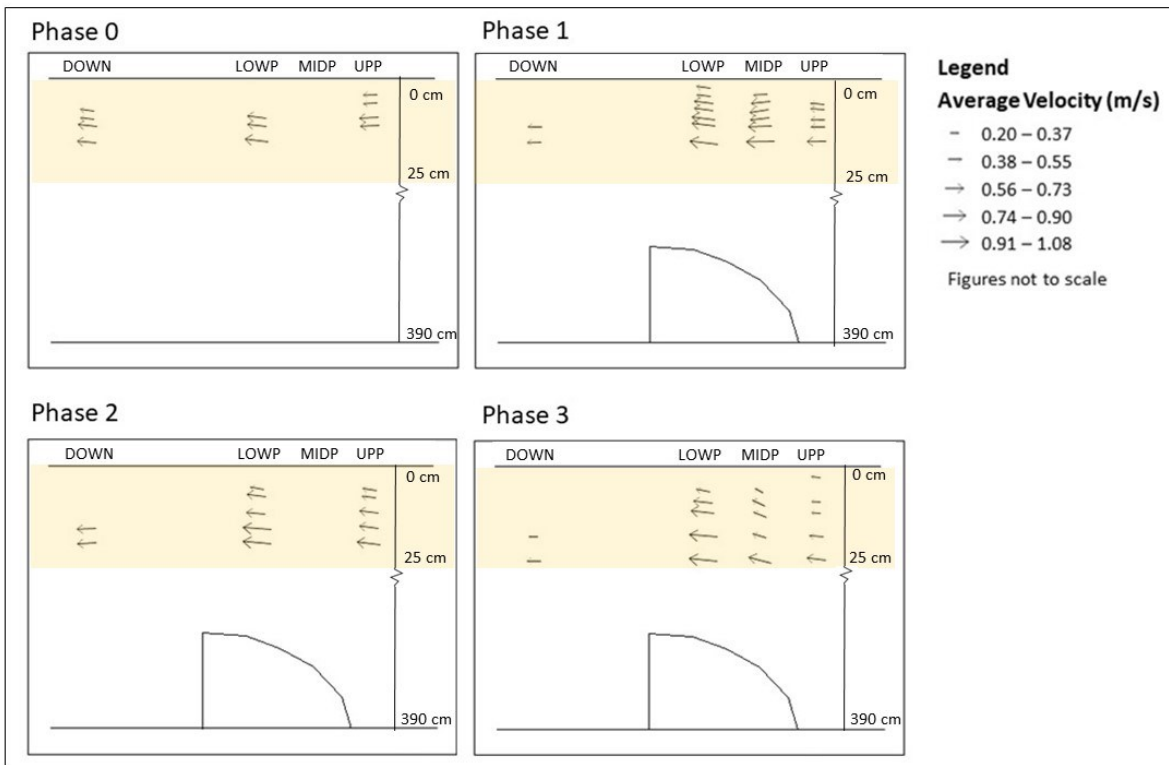 Phase 0
DOWN LOWP MIDP UPP
0 cm
25 cm
390 cm
Phase 1
DOWN LOWP MIDP UPP
0 cm
25 cm
390 cm
Legend
Average Velocity (m/s)
0.20 – 0.37
0.38 – 0.55
0.56 – 0.73
0.74 – 0.90
0.91 – 1.08
Figures not to scale
Phase 2
DOWN LOWP MIDP UPP
0 cm
25 cm
390 cm
Phase 3
DOWN LOWP MIDP UPP
0 cm
25 cm
390 cm